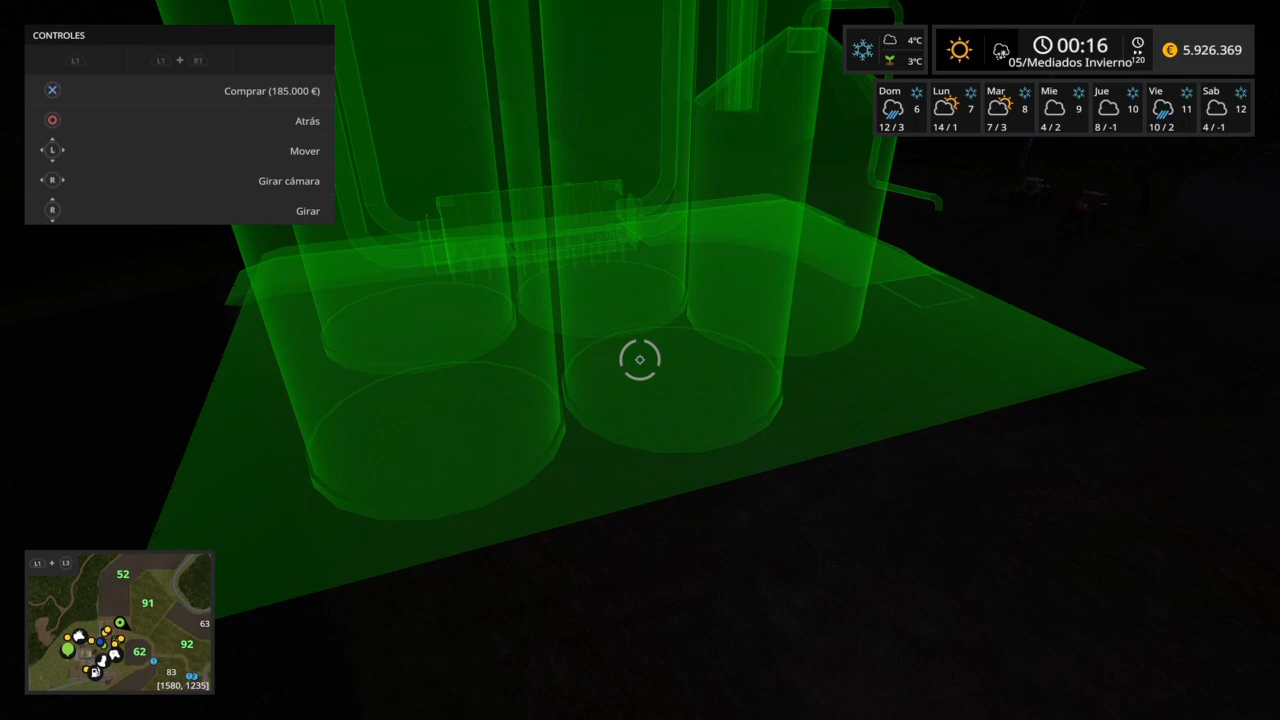 CONTROLES
L1
L1 + R1
Comprar (185.000 €)
Atrás
L Mover
R Girar cámara
R Girar
4ºC
3ºC
00:16
05/Mediados Invierno
120
€ 5.926.369
Dom Lun Mar Mie Jue Vie Sab
6 7 8 9 10 11 12
12 / 3 14 / 1 7 / 3 4 / 2 8 / -1 10 / 2 4 / -1
L1 + L3
52
91
63
92
62
83
[1580, 1235]